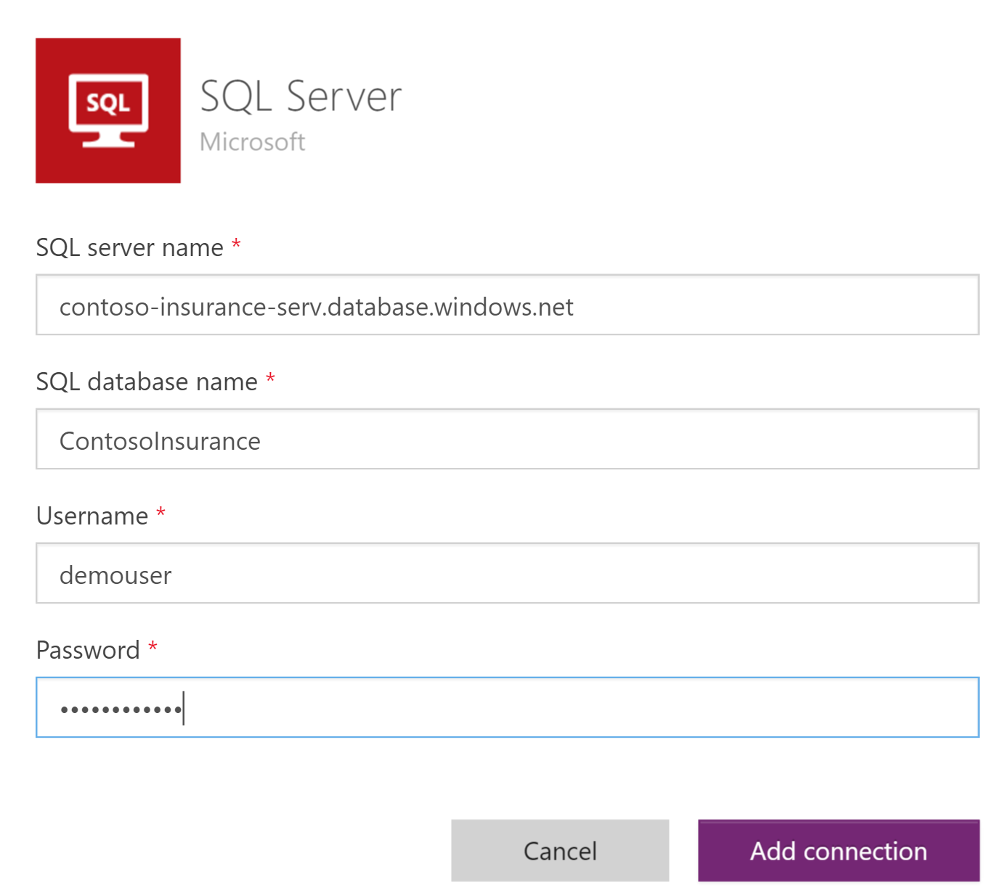 SQL
SQL Server
Microsoft
SQL server name *
contoso-insurance-serv.database.windows.net
SQL database name *
ContosoInsurance
Username *
demouser
Password *
••••••••••••
Cancel
Add connection